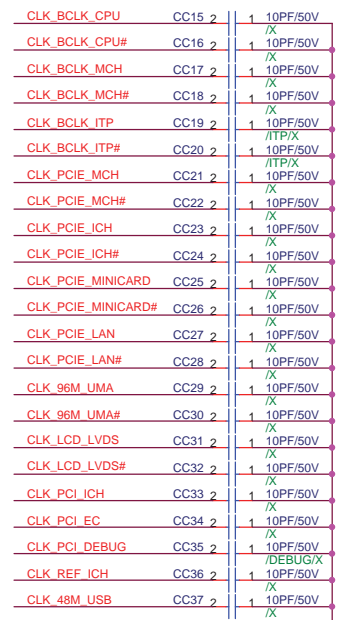 CLK_BCLK_CPU CC15 2 1 10PF/50V
/X
CLK_BCLK_CPU# CC16 2 1 10PF/50V
/X
CLK_BCLK_MCH CC17 2 1 10PF/50V
/X
CLK_BCLK_MCH# CC18 2 1 10PF/50V
/X
CLK_BCLK_ITP CC19 2 1 10PF/50V
/ITP/X
CLK_BCLK_ITP# CC20 2 1 10PF/50V
/ITP/X
CLK_PCIE_MCH CC21 2 1 10PF/50V
/X
CLK_PCIE_MCH# CC22 2 1 10PF/50V
/X
CLK_PCIE_ICH CC23 2 1 10PF/50V
/X
CLK_PCIE_ICH# CC24 2 1 10PF/50V
/X
CLK_PCIE_MINICARD CC25 2 1 10PF/50V
/X
CLK_PCIE_MINICARD# CC26 2 1 10PF/50V
/X
CLK_PCIE_LAN CC27 2 1 10PF/50V
/X
CLK_PCIE_LAN# CC28 2 1 10PF/50V
/X
CLK_96M_UMA CC29 2 1 10PF/50V
/X
CLK_96M_UMA# CC30 2 1 10PF/50V
/X
CLK_LCD_LVDS CC31 2 1 10PF/50V
/X
CLK_LCD_LVDS# CC32 2 1 10PF/50V
/X
CLK_PCI_ICH CC33 2 1 10PF/50V
/X
CLK_PCI_EC CC34 2 1 10PF/50V
/X
CLK_PCI_DEBUG CC35 2 1 10PF/50V
/DEBUG/X
CLK_REF_ICH CC36 2 1 10PF/50V
/X
CLK_48M_USB CC37 2 1 10PF/50V
/X